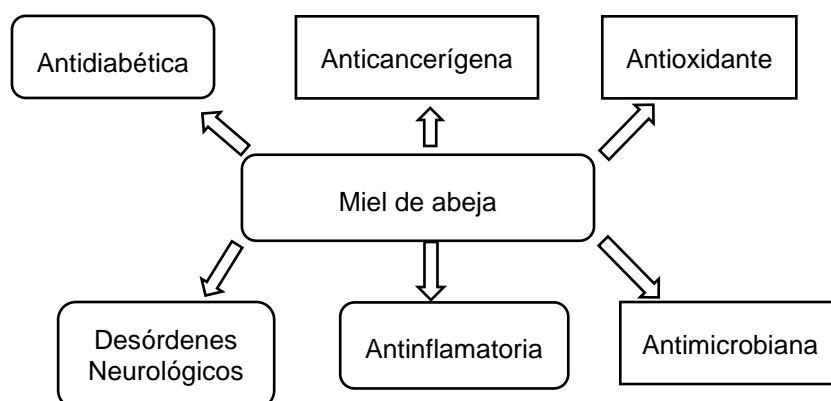 Antidiabética
Anticancerígena
Antioxidante
Miel de abeja
Desórdenes
Neurológicos
Antinflamatoria
Antimicrobiana